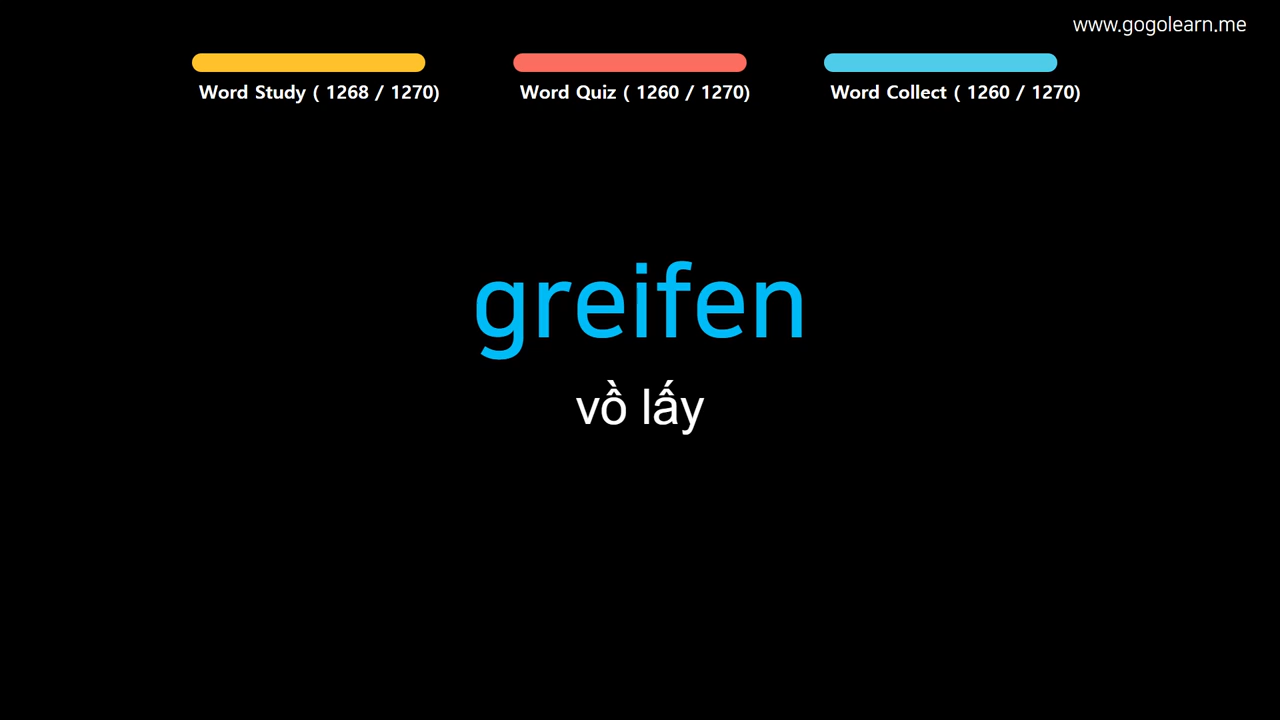 www.gogolearn.me
Word Study ( 1268 / 1270)
Word Quiz ( 1260 / 1270)
Word Collect ( 1260 / 1270)
greifen
vồ lấy